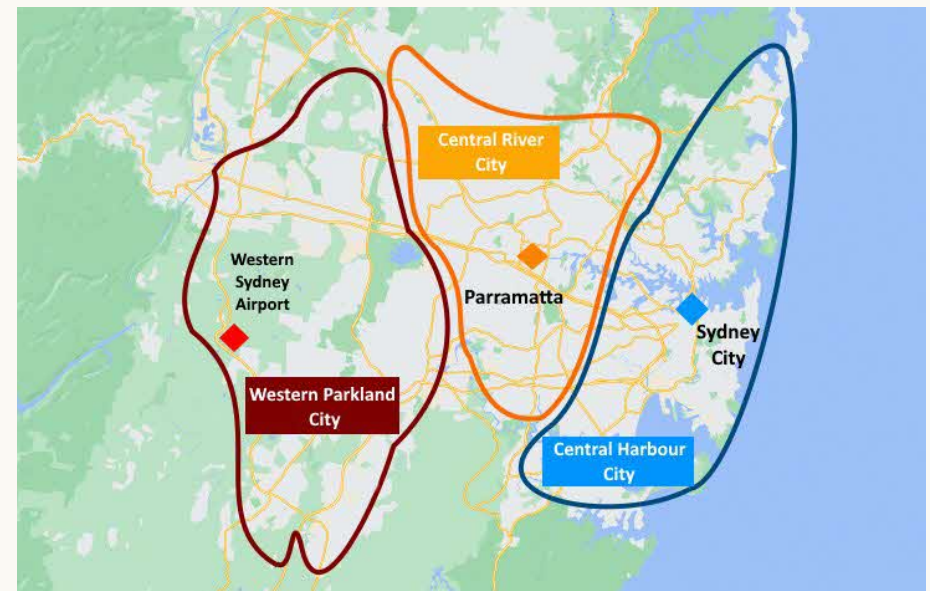 Central River
City
Western
Sydney
Airport
Parramatta
Sydney
City
Western Parkland
City
Central Harbour
City